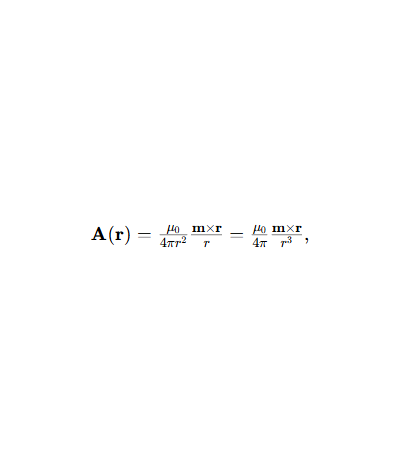 𝐀(𝐫) = μ₀/4πr² 𝐦×𝐫/r = μ₀/4π 𝐦×𝐫/r³,